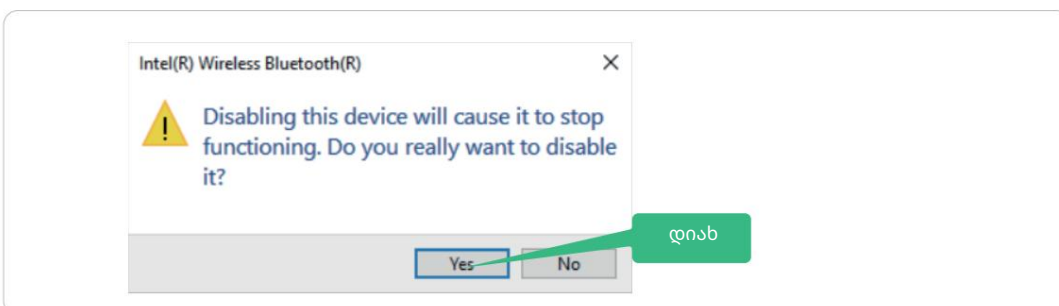 Intel(R) Wireless Bluetooth(R)
Disabling this device will cause it to stop
functioning. Do you really want to disable
it?
დიახ
Yes
No